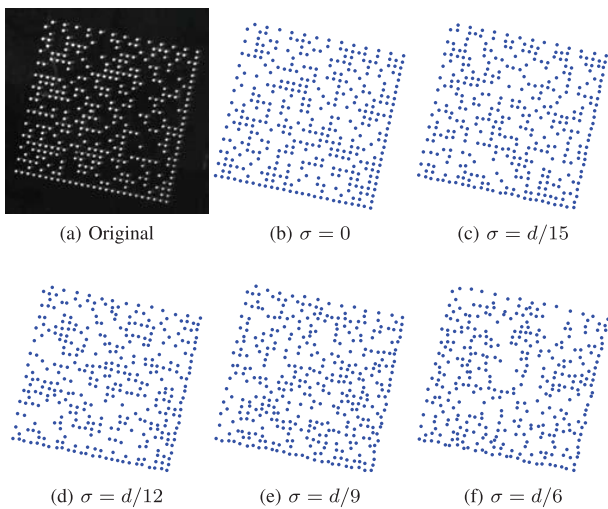 (a) Original
(b) σ = 0
(c) σ = d/15
(d) σ = d/12
(e) σ = d/9
(f) σ = d/6